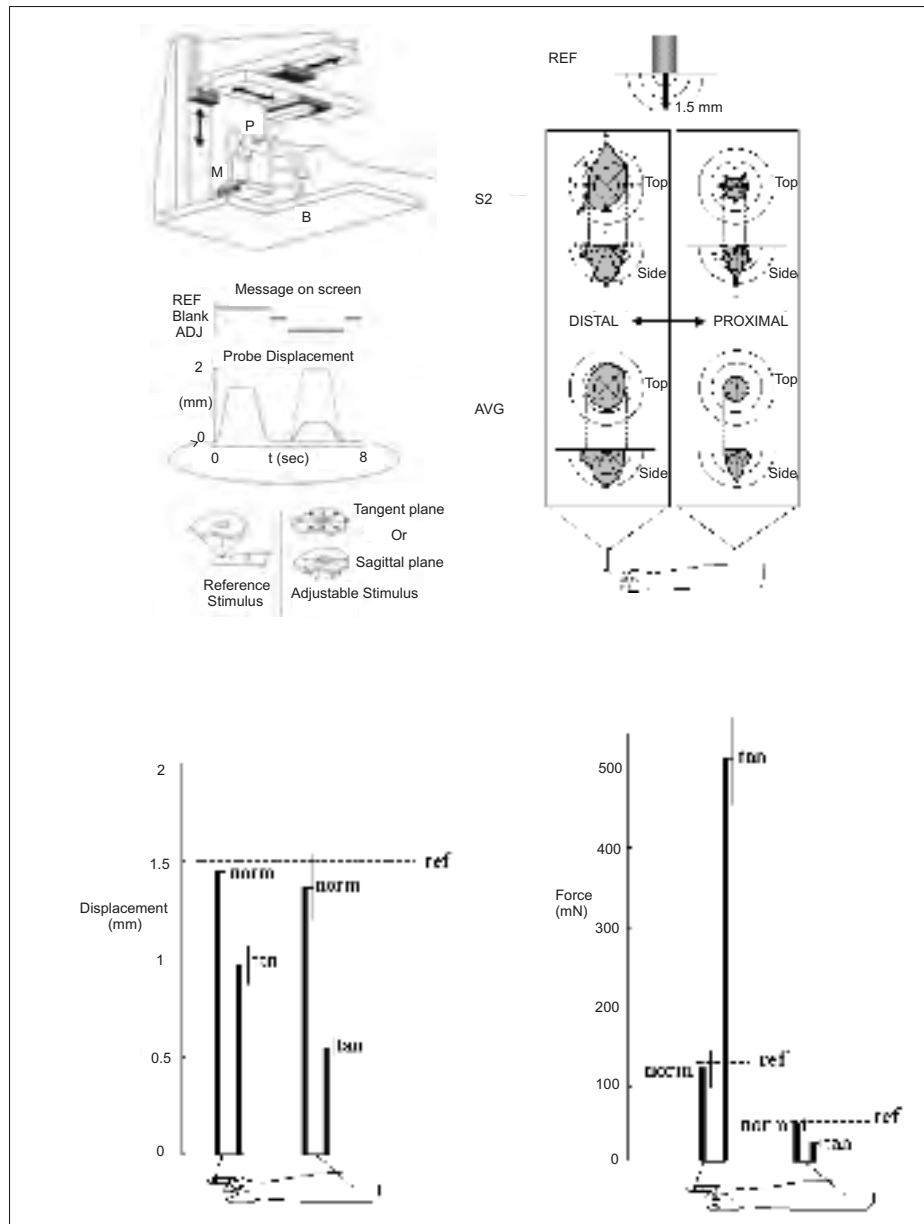 P
M
B
Message on screen
REF
Blank
ADJ
Probe Displacement
2
(mm)
0
0 t (sec) 8
Tangent plane
Or
Sagittal plane
Reference
Stimulus
Adjustable Stimulus
REF
1.5 mm
S2
Top
Top
Side
Side
DISTAL PROXIMAL
AVG
Top
Top
Side
Side
2
1.5
ref
norm
norm
Displacement
(mm)
1
tan
tan
0.5
0
500
tan
400
Force
(mN)
300
200
ref
norm
100
ref
norm
tan
0